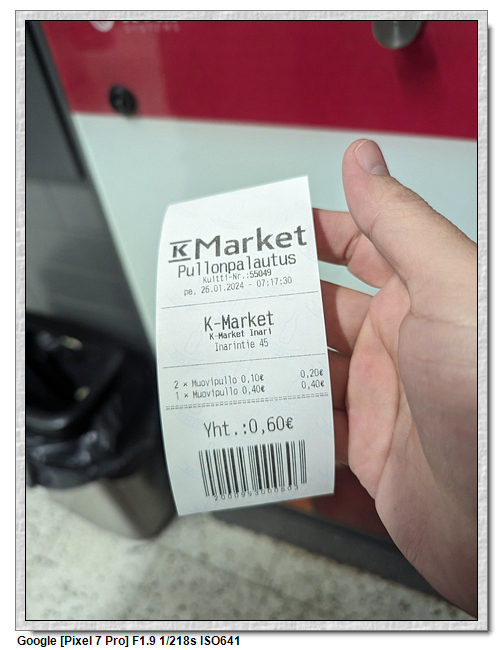 SYSTEMS
K Market
Pullonpalautus
Kuitti-Nr.:55049
pe. 26.01.2024 - 07:17:30
K-Market
K-Market Inari
Inarintie 45
2 × Muovipullo 0,10€ 0,20€
1 × Muovipullo 0,40€ 0,40€
Yht.:0,60€
2000993000603
Google [Pixel 7 Pro] F1.9 1/218s ISO641